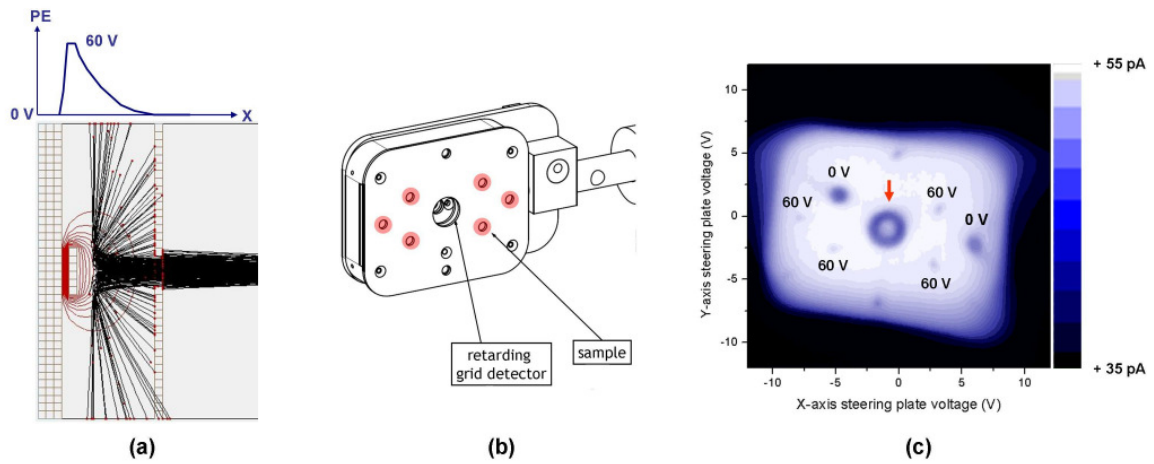 PE
60 V
0 V
X
(a)
retarding
grid detector
sample
(b)
+ 55 pA
10
5
0
-5
-10
Y-axis steering plate voltage (V)
0 V
60 V
60 V
0 V
60 V
60 V
-10
-5
0
5
10
X-axis steering plate voltage (V)
+ 35 pA
(c)